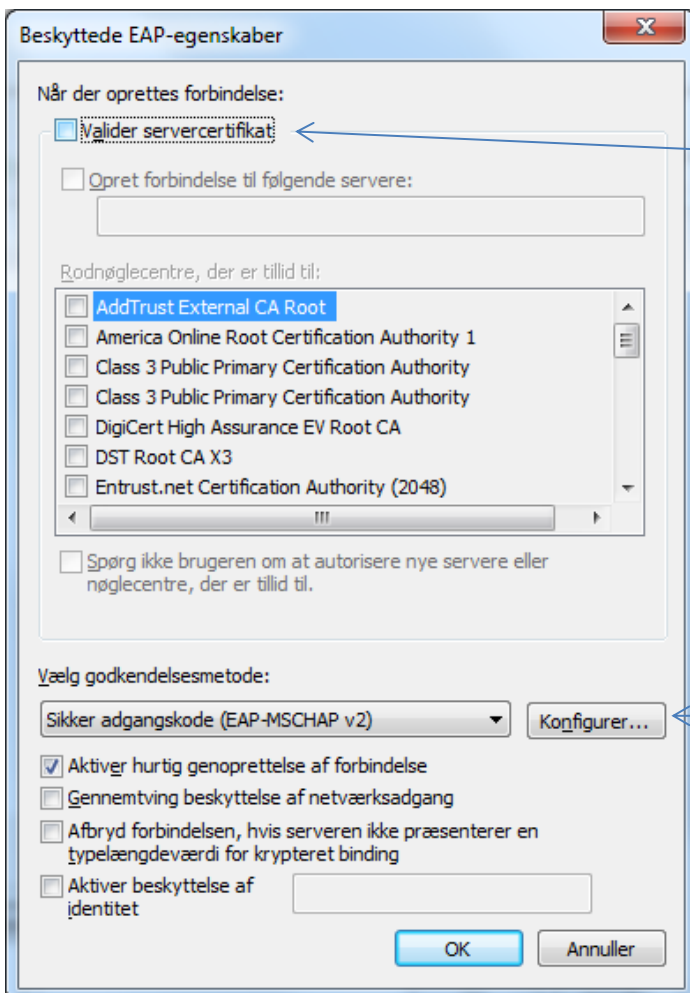 Beskyttede EAP-egenskaber
Når der oprettes forbindelse:
Valider servercertifikat
Opret forbindelse til følgende servere:
Rodnøglecentre, der er tillid til:
AddTrust External CA Root
America Online Root Certification Authority 1
Class 3 Public Primary Certification Authority
Class 3 Public Primary Certification Authority
DigiCert High Assurance EV Root CA
DST Root CA X3
Entrust.net Certification Authority (2048)
Spørg ikke brugeren om at autorisere nye servere eller
nøglecentre, der er tillid til.
Vælg godkendelsesmetode:
Sikker adgangskode (EAP-MSCHAP v2)
Konfigurer...
Aktiver hurtig genoprettelse af forbindelse
Gennemtving beskyttelse af netværksadgang
Afbryd forbindelsen, hvis serveren ikke præsenterer en
typelængdeværdi for krypteret binding
Aktiver beskyttelse af
identitet
OK
Annuller